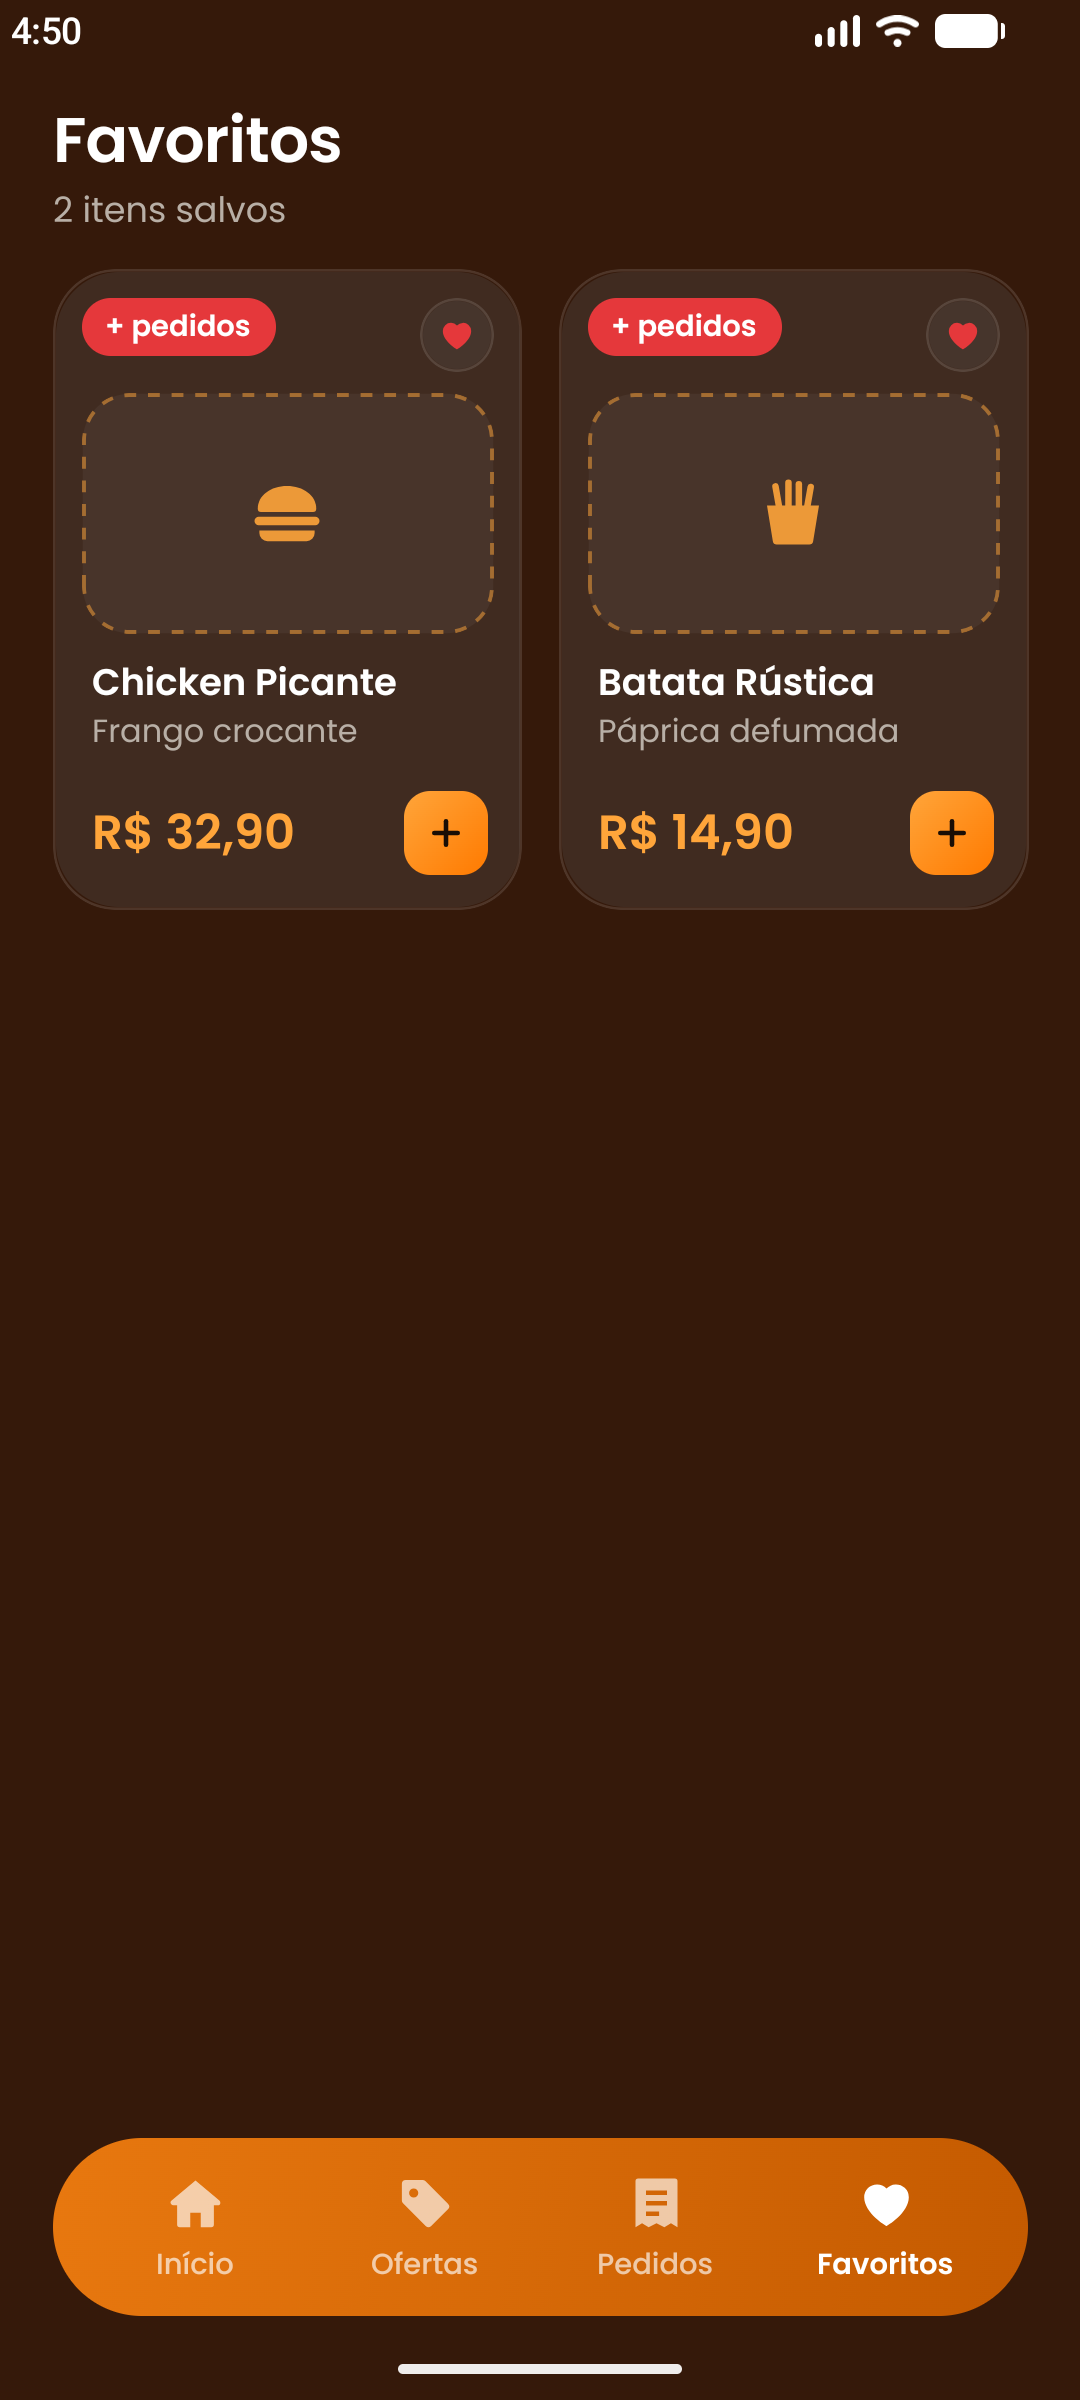 4:50
Favoritos
2 itens salvos
+ pedidos
+ pedidos
Chicken Picante
Frango crocante
R$ 32,90
Batata Rústica
Páprica defumada
R$ 14,90
Início
Ofertas
Pedidos
Favoritos